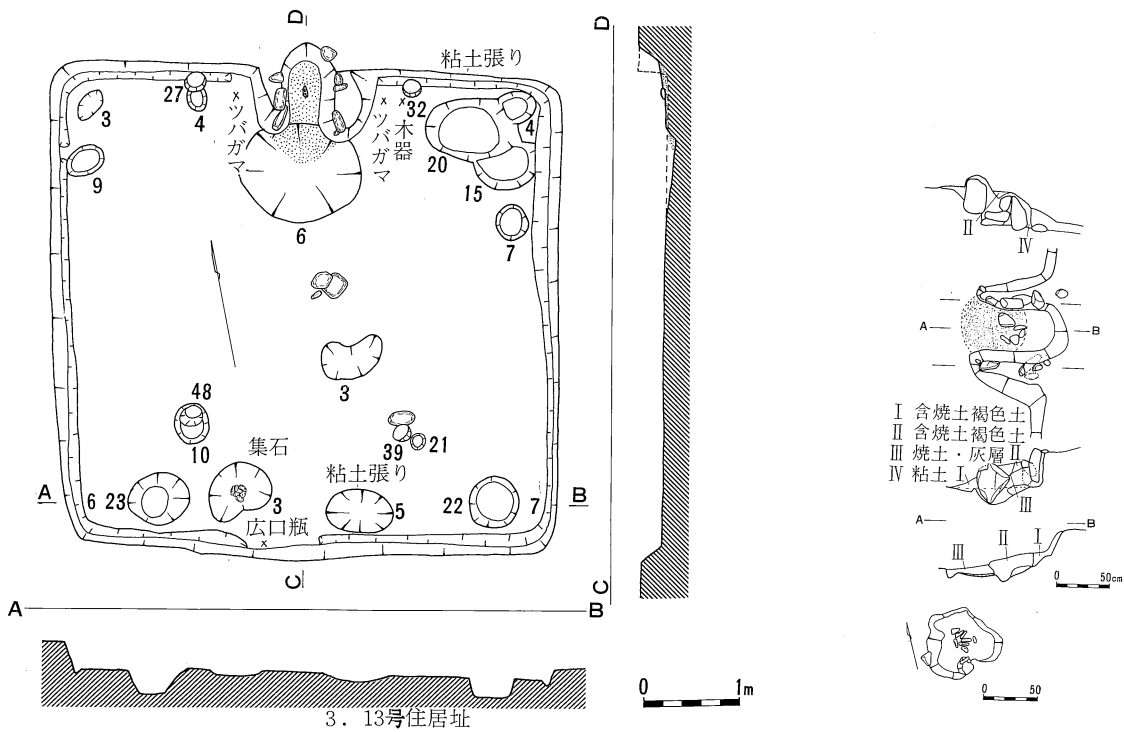 D
D
粘土張り
27
4
3
9
×
ツバガマ
×
ツバガマ
×
木器
32
4
20
15
7
6
3
48
10
39
21
集石
粘土張り
A
6
23
3
5
22
7
B
広口瓶
×
C
C
A
B
3．13号住居址
0 1m
Ⅱ
Ⅳ
A
B
Ⅰ 含焼土褐色土
Ⅱ 含焼土褐色土
Ⅲ 焼土・灰層
Ⅳ 粘土
Ⅱ
Ⅰ
Ⅲ
A
B
Ⅲ
Ⅱ
Ⅰ
0 50cm
0 50